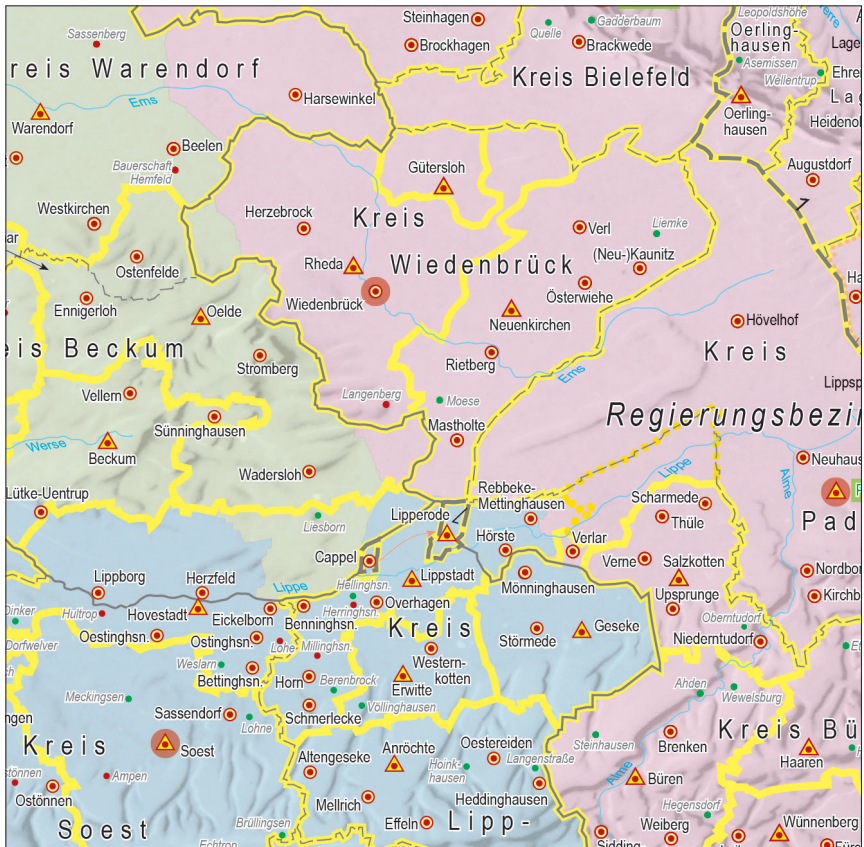 Steinhagen
Sassenberg
Quelle
Gadderbaum
Leopoldshöhe
Oerling-
hausen
Brockhagen
Brackwede
Lage
Asemissen
Wellentrup
Ehre
reis Warendorf
Kreis Bielefeld
Harsewinkel
Ems
Warendorf
Oerling-
hausen
Heidenol
Beelen
Bauerschaft
Hemfeld
Gütersloh
Augustdorf
Westkirchen
Herzebrock
Kreis
Verl
Liemke
Ostenfelde
Rheda
Wiedenbrück
(Neu-)Kaunitz
Österwiehe
Wiedenbrück
Ennigerloh
Oelde
Neuenkirchen
Hövelhof
eis Beckum
Stromberg
Rietberg
Kreis
Ems
Lippsp
Vellern
Langenberg
Moese
Regierungsbezir
Sünninghausen
Mastholte
Werse
Beckum
Wadersloh
Lippe
Neuhaus
Alme
Lütke-Uentrup
Rebbeke-
Mettinghausen
Scharmede
Thüle
Pad
Liesborn
Lipperode
Hörste
Verlar
Cappel
Verne
Salzkotten
Lippborg
Herzfeld
Lippe
Lippstadt
Mönninghausen
Nordbor
Hellinghsn.
Upsprunge
Kirchb
Dinker
Hultrop
Hovestadt
Eickelborn
Benninghsn.
Herringhsn.
Overhagen
Kreis
Oestinghsn.
Ostinghsn.
Lohe
Millinghsn.
Störmede
Geseke
Oberntudorf
Niederntudorf
Dorfwelver
Weslarn
Bettinghsn.
Western-
kotten
Horn
Berenbrock
Erwitte
Ahden
Wewelsburg
Meckingsen
Sassendorf
Lohne
Schmerlecke
Völlinghausen
Kreis
Soest
Steinhausen
Brenken
Kreis Bü
Haaren
Altengeseke
Anröchte
Oestereiden
Hoink-
hausen
Langenstraße
Ampen
Ostönnen
Alme
Büren
Mellrich
Heddinghausen
Hegensdorf
Soest
Brüllingsen
Effeln
Lipp-
Weiberg
Wünnenberg
Echtrop
Sidding